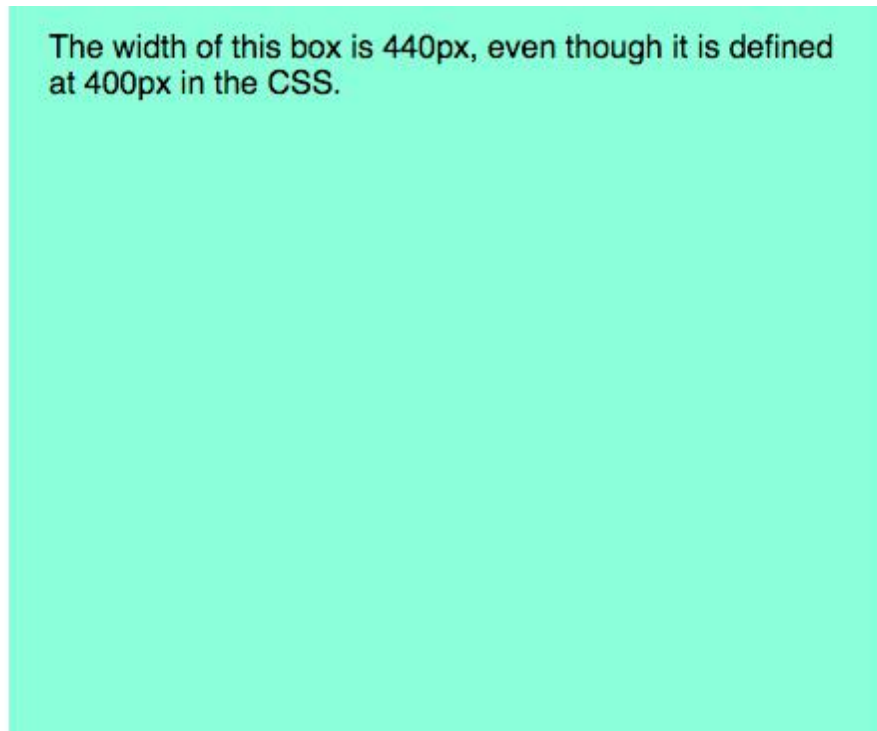 The width of this box is 440px, even though it is defined
at 400px in the CSS.